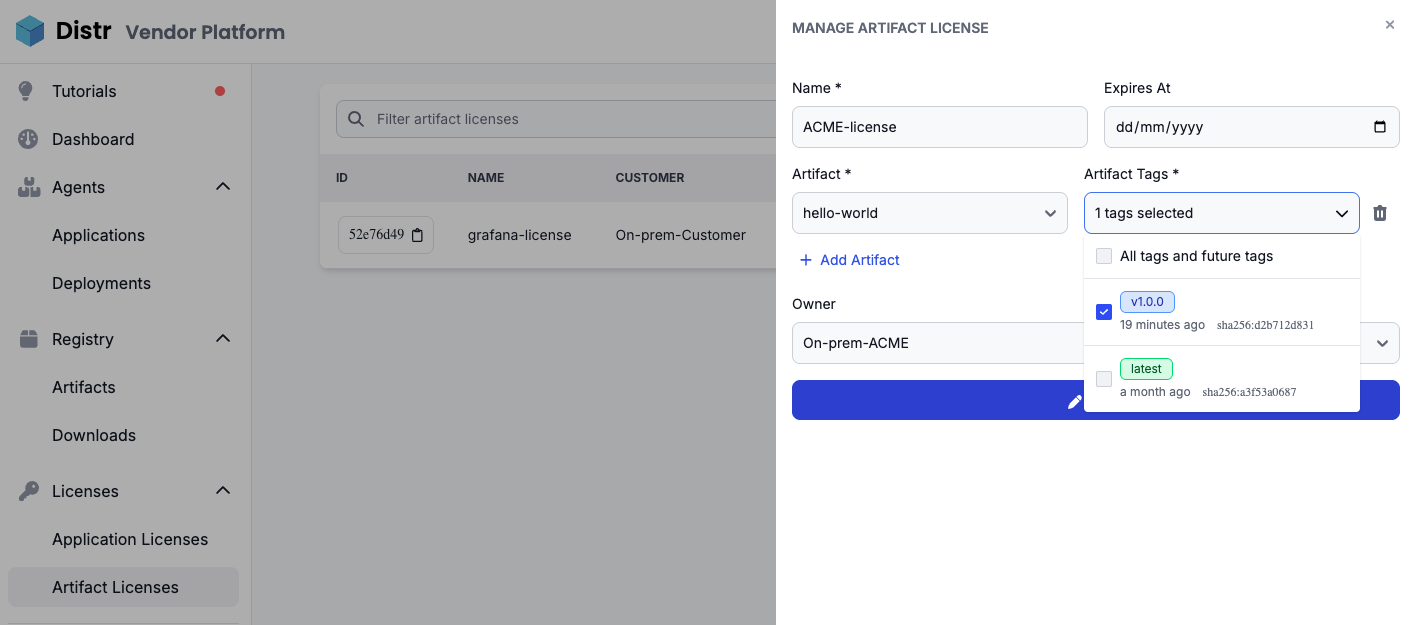 Distr Vendor Platform
Tutorials
Dashboard
Agents
Applications
Deployments
Registry
Artifacts
Downloads
Licenses
Application Licenses
Artifact Licenses
Filter artifact licenses
ID NAME CUSTOMER
52e76d49 grafana-license On-prem-Customer
MANAGE ARTIFACT LICENSE
Name * Expires At
ACME-license dd/mm/yyyy
Artifact * Artifact Tags *
hello-world 1 tags selected
+ Add Artifact
All tags and future tags
v1.0.0
19 minutes ago sha256:d2b712d831
latest
a month ago sha256:a3f53a0687
Owner
On-prem-ACME